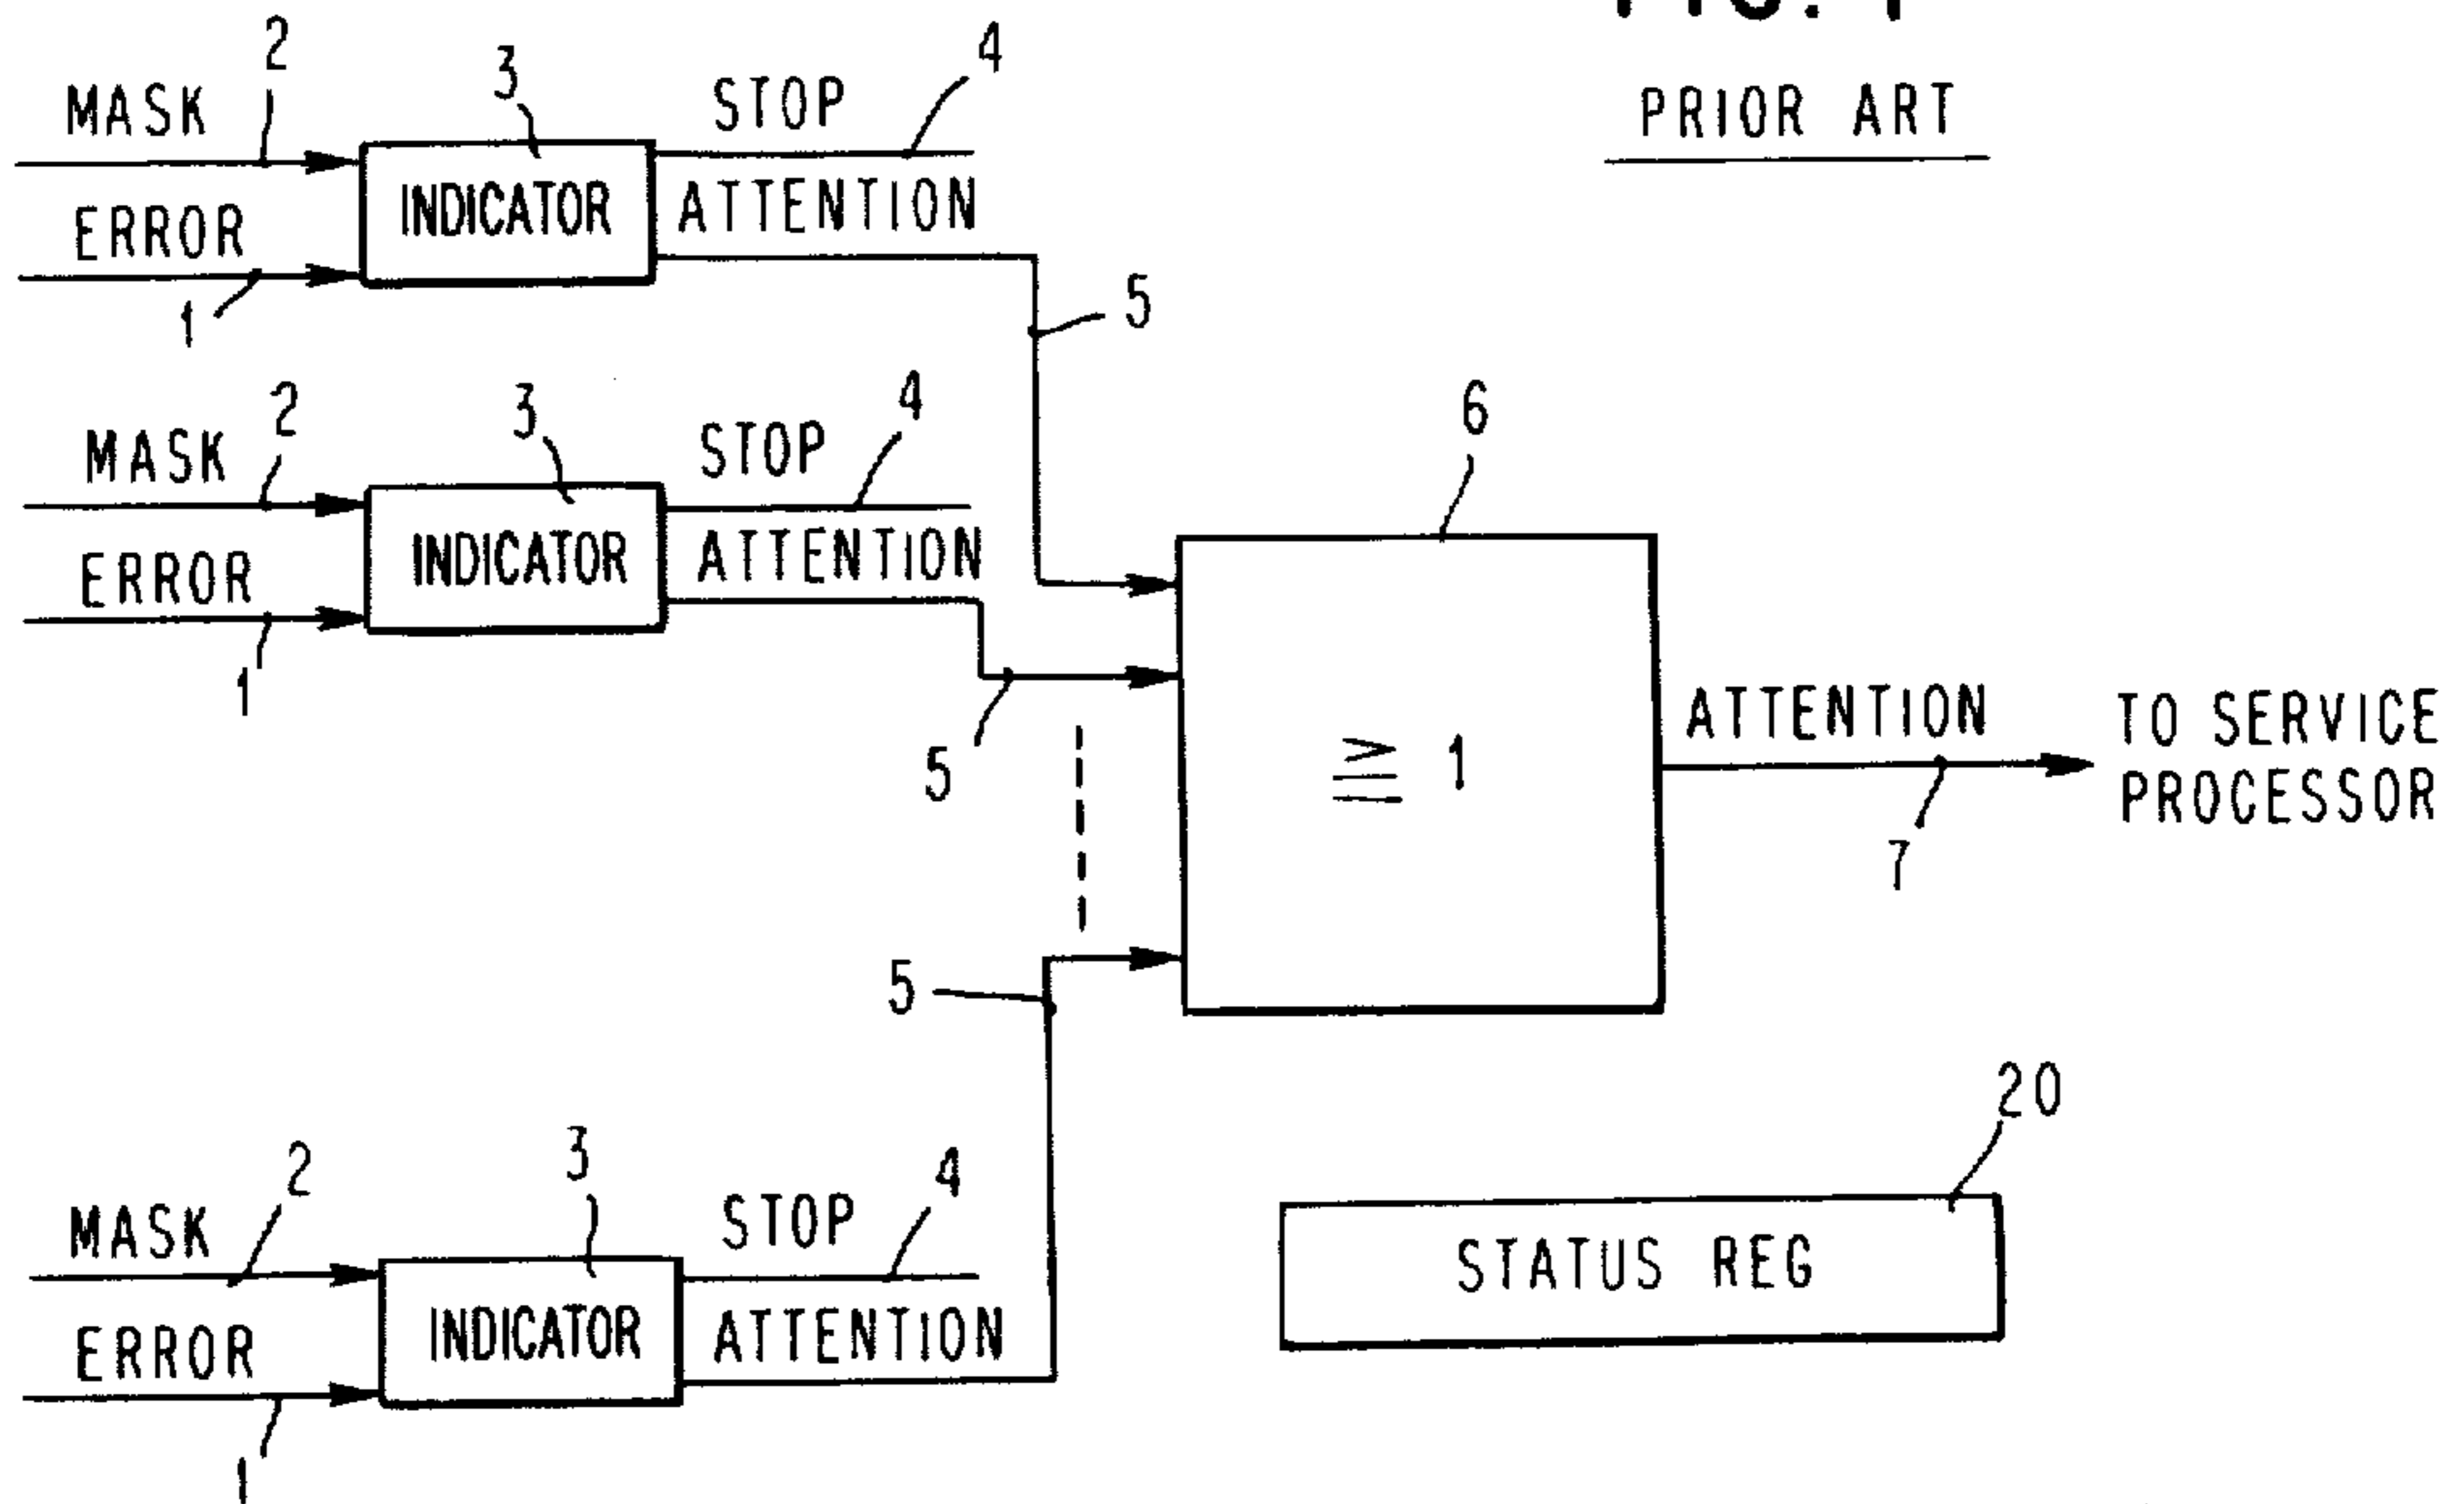 PRIOR ART
MASK 2
3
STOP 4
INDICATOR
ERROR
ATTENTION
1
5
MASK 2
3
STOP 4
INDICATOR
ERROR
ATTENTION
1
5
6
≧ 1
ATTENTION
7
TO SERVICE
PROCESSOR
5
MASK 2
3
STOP 4
INDICATOR
ERROR
ATTENTION
1
20
STATUS REG